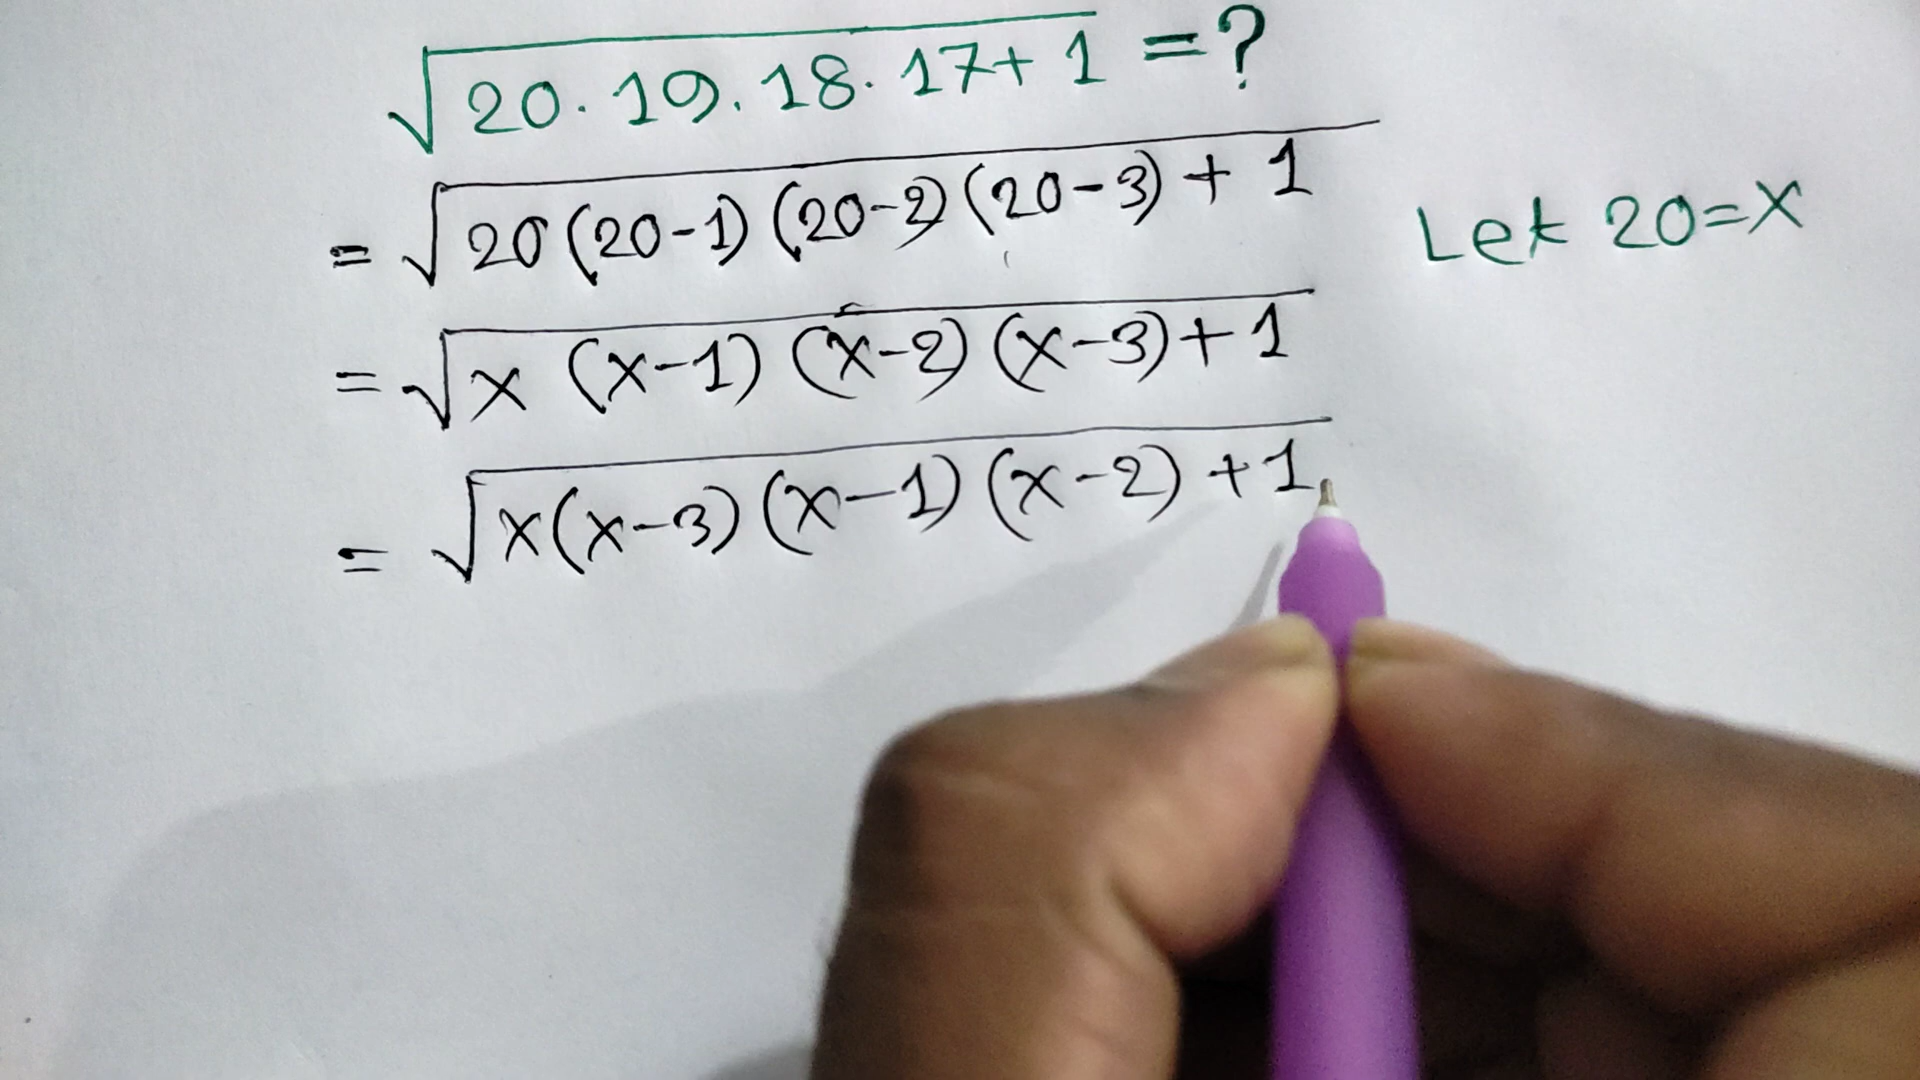 √20·19·18·17+1 = ?
= √20(20-1)(20-2)(20-3)+1
Let 20=x
= √x (x-1)(x-2)(x-3)+1
= √x(x-3)(x-1)(x-2)+1